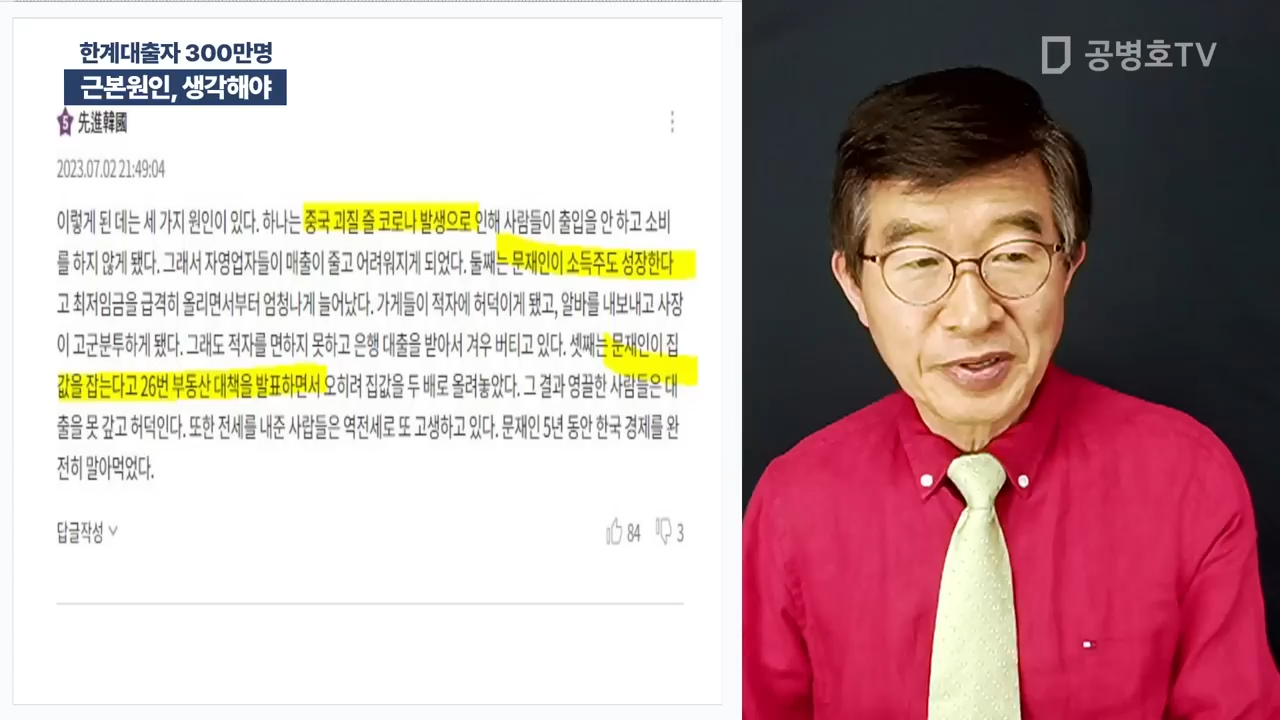 한계대출자 300만명
근본원인, 생각해야
공병호TV
S 先進韓國
2023.07.02 21:49:04
이렇게 된 데는 세 가지 원인이 있다. 하나는 중국 괴질 줄 코로나 발생으로 인해 사람들이 출입을 안 하고 소비
를 하지 않게 됐다. 그래서 자영업자들이 매출이 줄고 어려워지게 되었다. 둘째는 문재인이 소득주도 성장한다
고 최저임금을 급격히 올리면서부터 엄청나게 늘어났다. 가게들이 적자에 허덕이게 됐고, 알바를 내보내고 사장
이 고군분투하게 됐다. 그래도 적자를 면하지 못하고 은행 대출을 받아서 겨우 버티고 있다. 셋째는 문재인이 집
값을 잡는다고 26번 부동산 대책을 발표하면서 오히려 집값을 두 배로 올려놓았다. 그 결과 영끌한 사람들은 대
출을 못 갚고 허덕인다. 또한 전세를 내준 사랍들은 역전세로 또 고생하고 있다. 문재인 5년 동안 한국 경제를 완
전히 말아먹었다.
답글작성
84 3